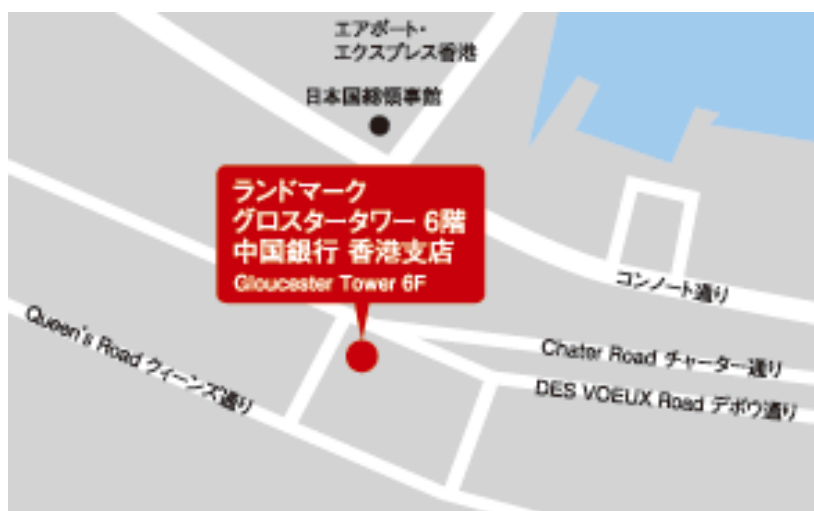 エアポート・
エクスプレス香港
日本国総領事館
ランドマーク
グロスタータワー 6階
中国銀行 香港支店
Gloucester Tower 6F
コンノート通り
Chater Road チャーター通り
DES VOEUX Road デボウ通り
Queen's Road クィーンズ通り